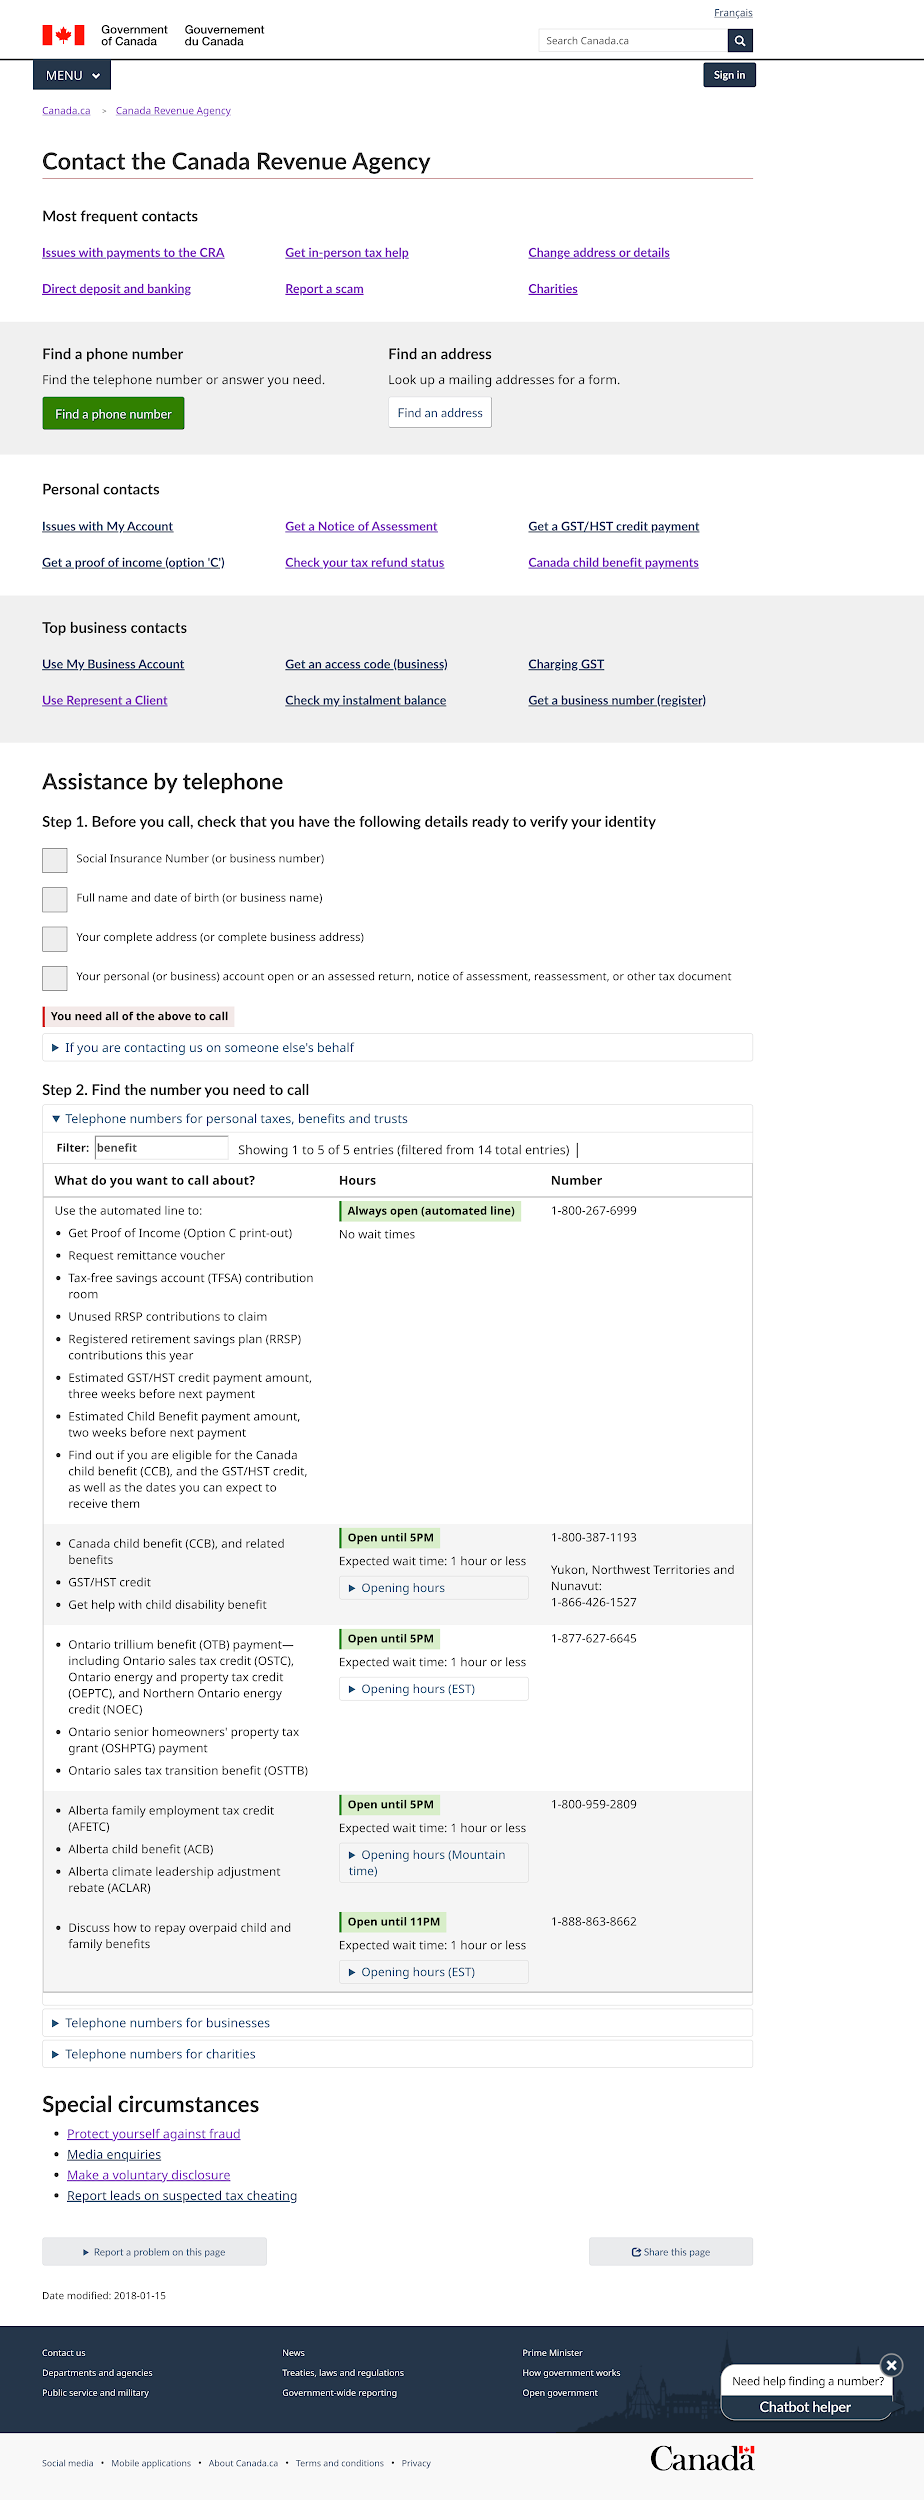 Français
Government of Canada
Gouvernement du Canada
Search Canada.ca
MENU
Sign in
Canada.ca > Canada Revenue Agency
Contact the Canada Revenue Agency
Most frequent contacts
Issues with payments to the CRA
Get in-person tax help
Change address or details
Direct deposit and banking
Report a scam
Charities
Find a phone number
Find the telephone number or answer you need.
Find a phone number
Find an address
Look up a mailing addresses for a form.
Find an address
Personal contacts
Issues with My Account
Get a Notice of Assessment
Get a GST/HST credit payment
Get a proof of income (option 'C')
Check your tax refund status
Canada child benefit payments
Top business contacts
Use My Business Account
Get an access code (business)
Charging GST
Use Represent a Client
Check my instalment balance
Get a business number (register)
Assistance by telephone
Step 1. Before you call, check that you have the following details ready to verify your identity
Social Insurance Number (or business number)
Full name and date of birth (or business name)
Your complete address (or complete business address)
Your personal (or business) account open or an assessed return, notice of assessment, reassessment, or other tax document
You need all of the above to call
If you are contacting us on someone else's behalf
Step 2. Find the number you need to call
Telephone numbers for personal taxes, benefits and trusts
Filter: benefit Showing 1 to 5 of 5 entries (filtered from 14 total entries) |
What do you want to call about?
Hours
Number
Use the automated line to:
• Get Proof of Income (Option C print-out)
• Request remittance voucher
• Tax-free savings account (TFSA) contribution
room
• Unused RRSP contributions to claim
• Registered retirement savings plan (RRSP)
contributions this year
• Estimated GST/HST credit payment amount,
three weeks before next payment
• Estimated Child Benefit payment amount,
two weeks before next payment
• Find out if you are eligible for the Canada
child benefit (CCB), and the GST/HST credit,
as well as the dates you can expect to
receive them
Always open (automated line)
No wait times
1-800-267-6999
• Canada child benefit (CCB), and related
benefits
• GST/HST credit
• Get help with child disability benefit
Open until 5PM
Expected wait time: 1 hour or less
Opening hours
1-800-387-1193
Yukon, Northwest Territories and
Nunavut:
1-866-426-1527
• Ontario trillium benefit (OTB) payment—
including Ontario sales tax credit (OSTC),
Ontario energy and property tax credit
(OEPTC), and Northern Ontario energy
credit (NOEC)
• Ontario senior homeowners' property tax
grant (OSHPTG) payment
• Ontario sales tax transition benefit (OSTTB)
Open until 5PM
Expected wait time: 1 hour or less
Opening hours (EST)
1-877-627-6645
• Alberta family employment tax credit
(AFETC)
• Alberta child benefit (ACB)
• Alberta climate leadership adjustment
rebate (ACLAR)
Open until 5PM
Expected wait time: 1 hour or less
Opening hours (Mountain
time)
1-800-959-2809
• Discuss how to repay overpaid child and
family benefits
Open until 11PM
Expected wait time: 1 hour or less
Opening hours (EST)
1-888-863-8662
Telephone numbers for businesses
Telephone numbers for charities
Special circumstances
• Protect yourself against fraud
• Media enquiries
• Make a voluntary disclosure
• Report leads on suspected tax cheating
Report a problem on this page
Share this page
Date modified: 2018-01-15
Contact us
News
Prime Minister
Departments and agencies
Treaties, laws and regulations
How government works
Public service and military
Government-wide reporting
Open government
Need help finding a number?
Chatbot helper
Social media • Mobile applications • About Canada.ca • Terms and conditions • Privacy
Canada